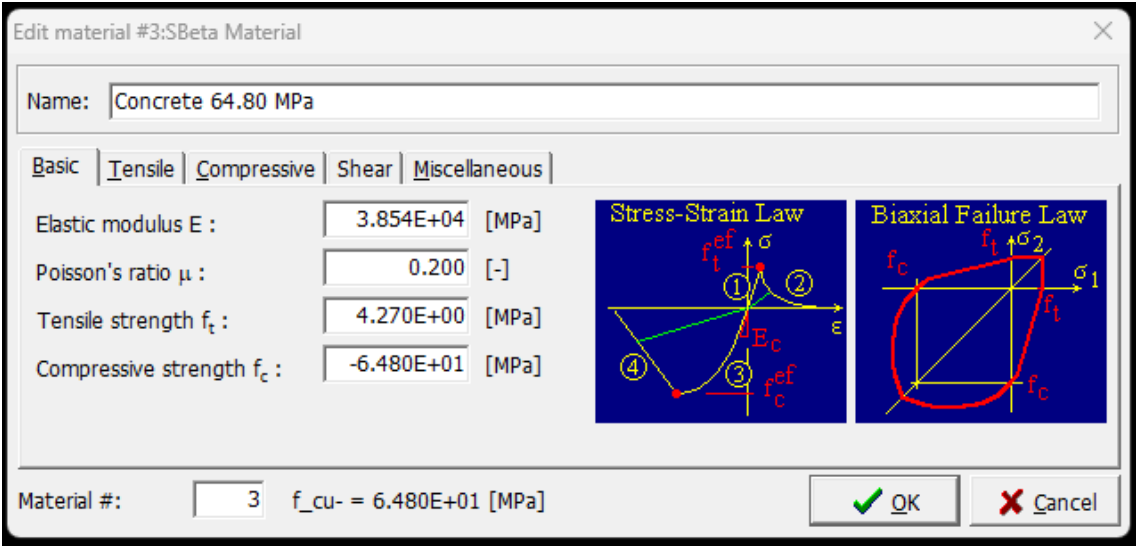 Edit material #3:SBeta Material
Name: Concrete 64.80 MPa
Basic Tensile Compressive Shear Miscellaneous
Elastic modulus E : 3.854E+04 [MPa]
Poisson's ratio μ : 0.200 [-]
Tensile strength ft : 4.270E+00 [MPa]
Compressive strength fc : -6.480E+01 [MPa]
Stress-Strain Law
ftef σ
① ②
ε
Ec
④ ③
fcef
Biaxial Failure Law
ft σ2
fc
σ1
ft
fc
Material #: 3 f_cu- = 6.480E+01 [MPa]
OK Cancel